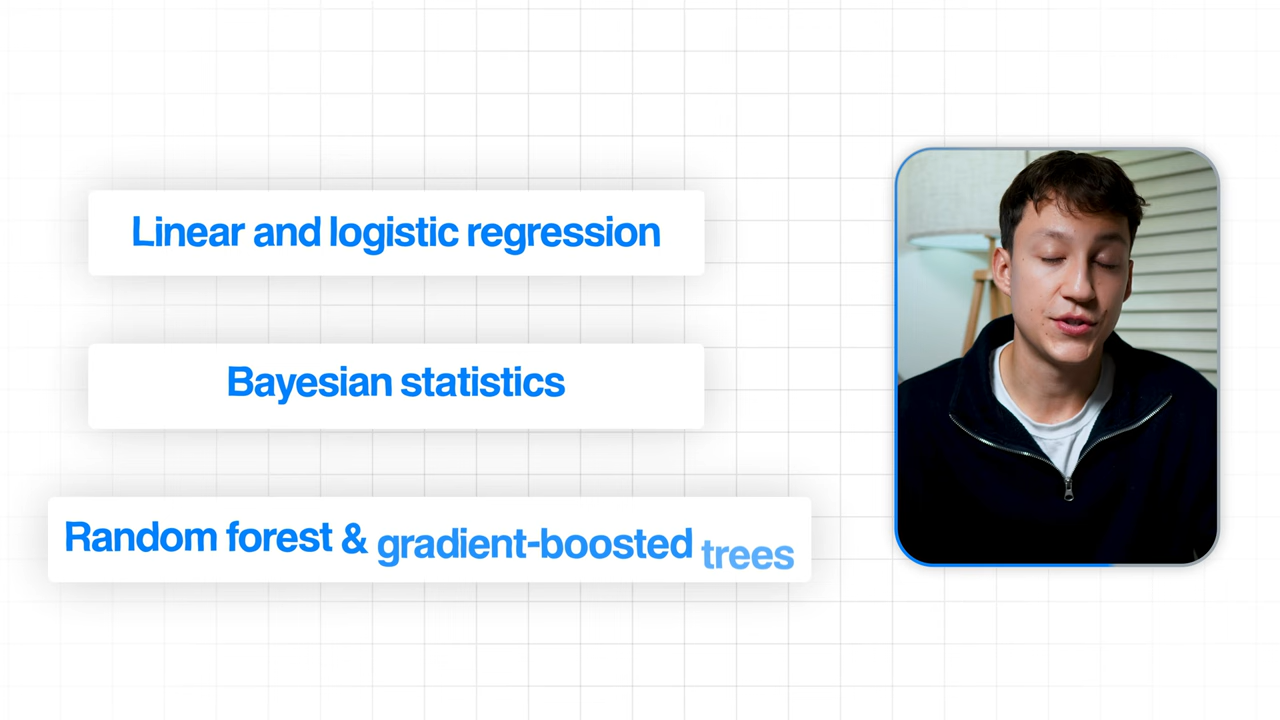 Linear and logistic regression
Bayesian statistics
Random forest & gradient-boosted trees